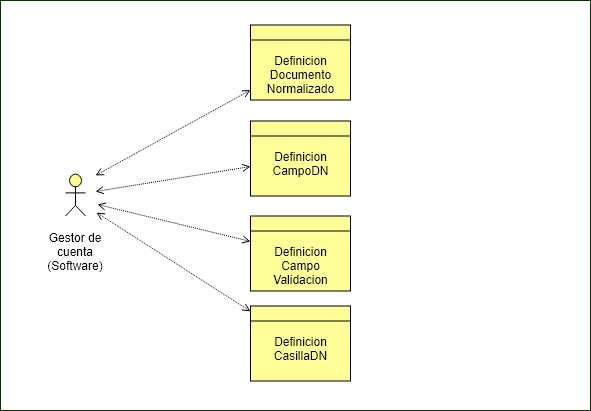 Definicion
Documento
Normalizado
Definicion
CampoDN
Gestor de
cuenta
(Software)
Definicion
Campo
Validacion
Definicion
CasillaDN